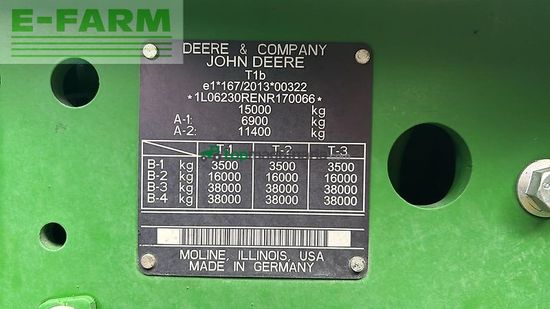 E-FARM
DEERE & COMPANY
JOHN DEERE
T1b
e1*167/2013*00322
*1L06230RENR170066*
15000 kg
A-1: 6900 kg
A-2: 11400 kg
T-1 T-2 T-3
B-1 kg 3500 3500 3500
B-2 kg 16000 16000 16000
B-3 kg 38000 38000 38000
B-4 kg 38000 38000 38000
MOLINE, ILLINOIS, USA
MADE IN GERMANY